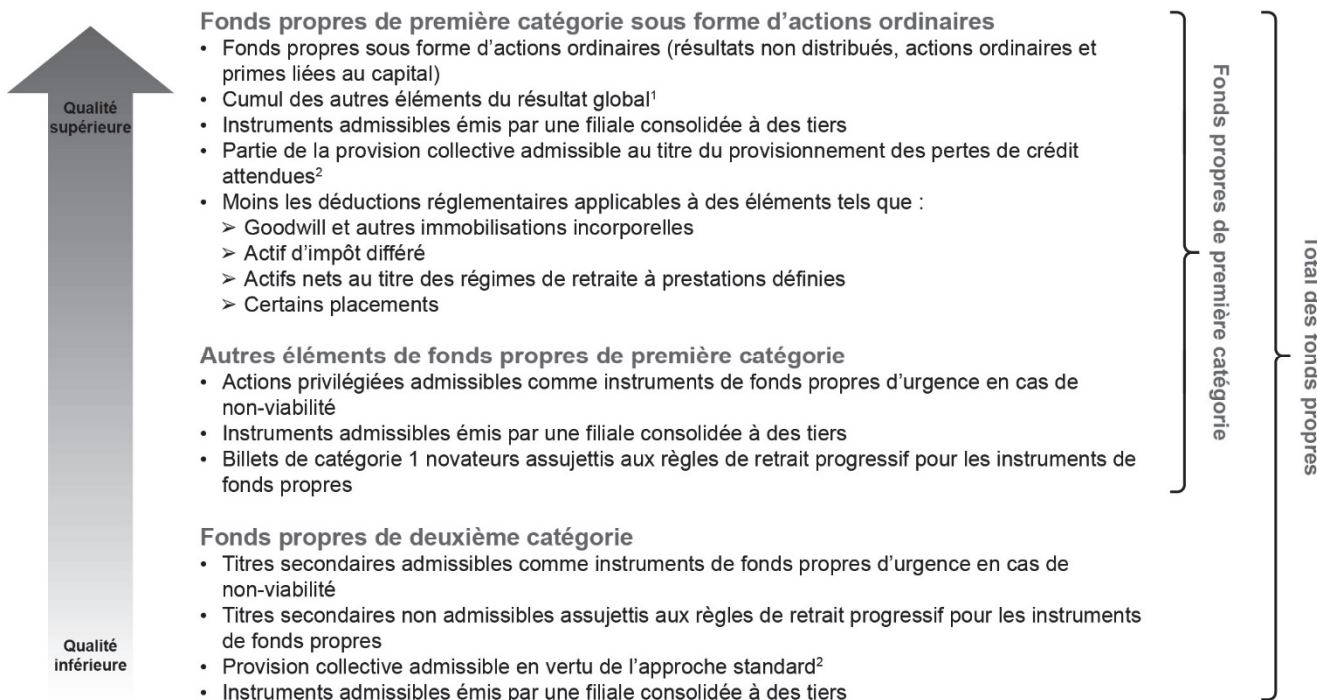 Fonds propres de première catégorie sous forme d'actions ordinaires
• Fonds propres sous forme d'actions ordinaires (résultats non distribués, actions ordinaires et
primes liées au capital)
• Cumul des autres éléments du résultat global¹
• Instruments admissibles émis par une filiale consolidée à des tiers
• Partie de la provision collective admissible au titre du provisionnement des pertes de crédit
attendues²
• Moins les déductions réglementaires applicables à des éléments tels que :
➢ Goodwill et autres immobilisations incorporelles
➢ Actif d'impôt différé
➢ Actifs nets au titre des régimes de retraite à prestations définies
➢ Certains placements
Autres éléments de fonds propres de première catégorie
• Actions privilégiées admissibles comme instruments de fonds propres d'urgence en cas de
non-viabilité
• Instruments admissibles émis par une filiale consolidée à des tiers
• Billets de catégorie 1 novateurs assujettis aux règles de retrait progressif pour les instruments de
fonds propres
Fonds propres de deuxième catégorie
• Titres secondaires admissibles comme instruments de fonds propres d'urgence en cas de
non-viabilité
• Titres secondaires non admissibles assujettis aux règles de retrait progressif pour les instruments
de fonds propres
• Provision collective admissible en vertu de l'approche standard²
• Instruments admissibles émis par une filiale consolidée à des tiers
Qualité
supérieure
Qualité
inférieure
Fonds propres de première catégorie
Total des fonds propres